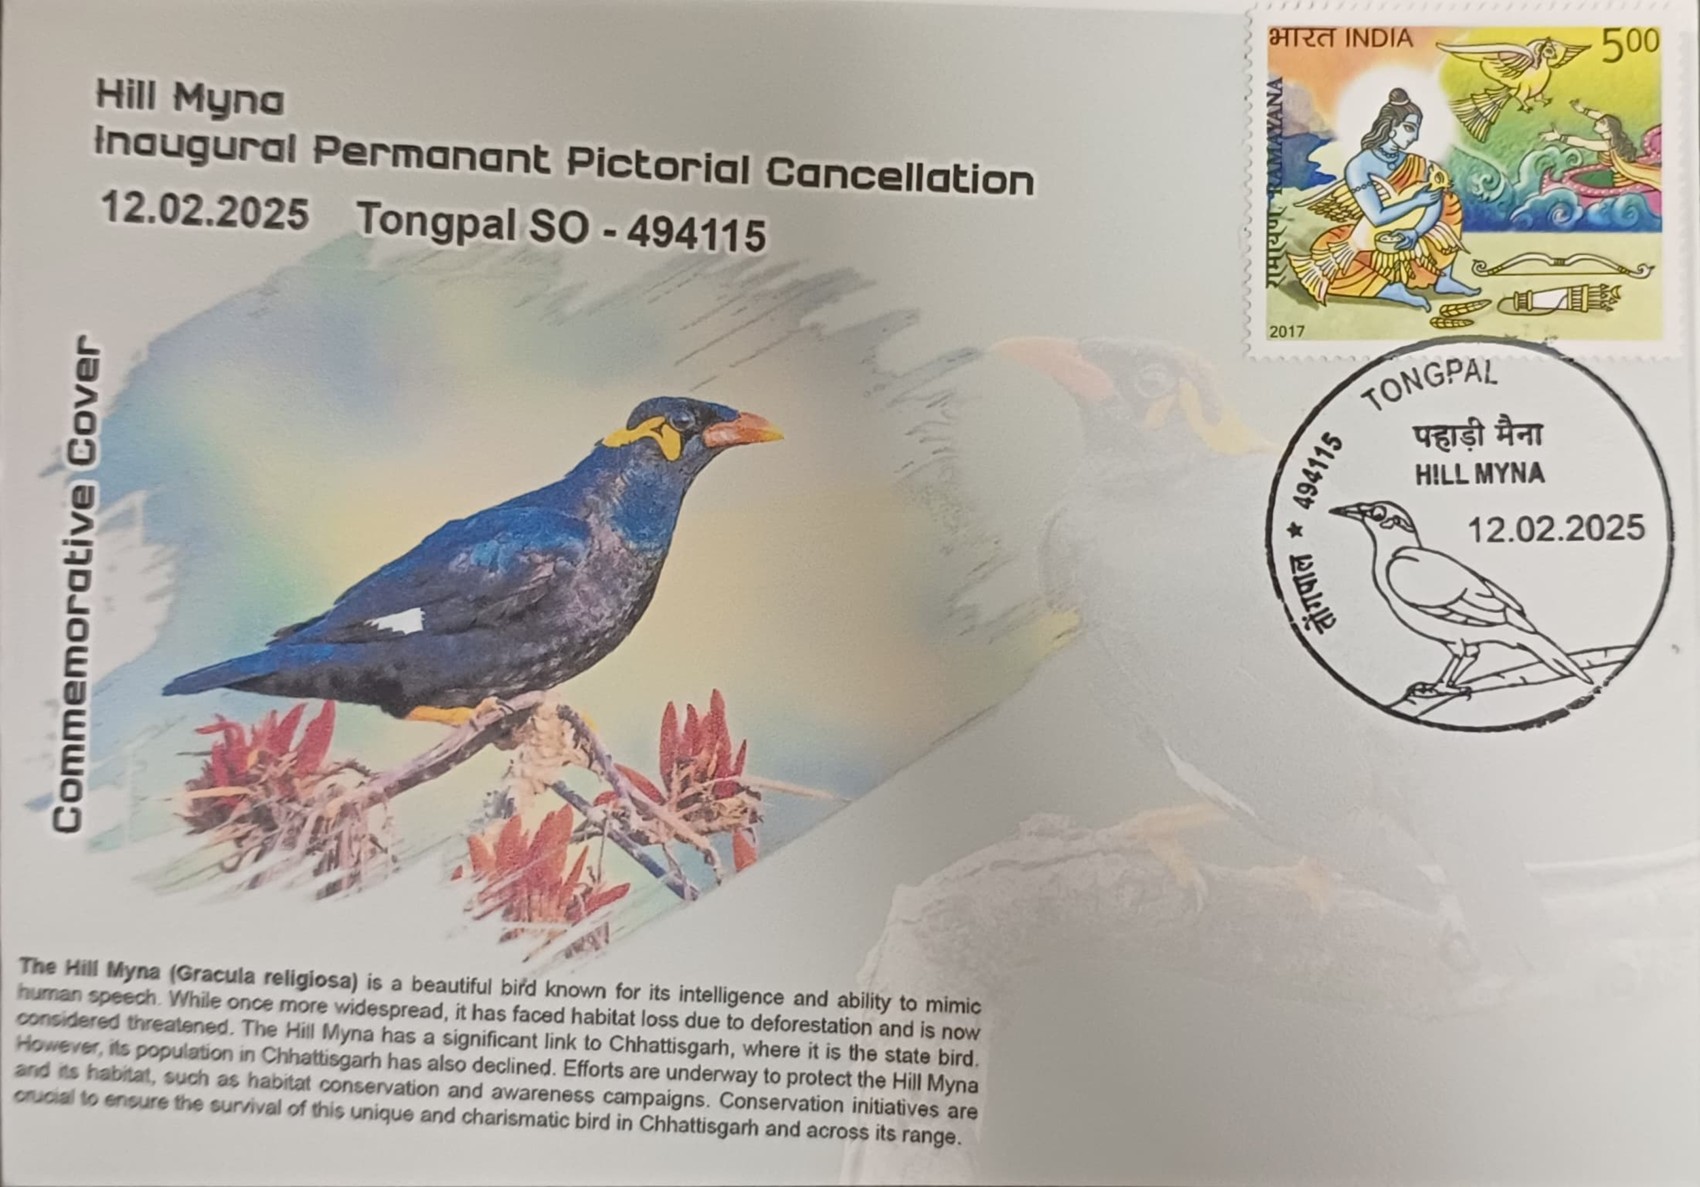 Hill Myna
Inaugural Permanant Pictorial Cancellation
12.02.2025 Tongpal SO - 494115
Commemorative Cover
भारत INDIA
5.00
रामायण RAMAYANA
2017
TONGPAL
पहाड़ी मैना
HILL MYNA
12.02.2025
तोंगपाल ★ 494115
The Hill Myna (Gracula religiosa) is a beautiful bird known for its intelligence and ability to mimic
human speech. While once more widespread, it has faced habitat loss due to deforestation and is now
considered threatened. The Hill Myna has a significant link to Chhattisgarh, where it is the state bird.
However, its population in Chhattisgarh has also declined. Efforts are underway to protect the Hill Myna
and its habitat, such as habitat conservation and awareness campaigns. Conservation initiatives are
crucial to ensure the survival of this unique and charismatic bird in Chhattisgarh and across its range.